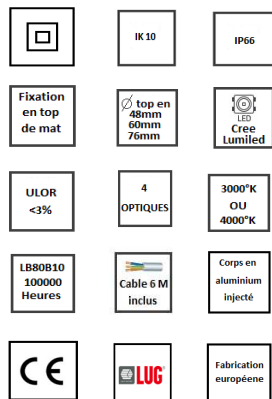 IK 10
IP66
Fixation
en top
de mat
Ø top en
48mm
60mm
76mm
LED
Cree
Lumiled
ULOR
<3%
4
OPTIQUES
3000°K
OU
4000°K
LB80B10
100000
Heures
Cable 6 M
inclus
Corps en
aluminium
injecté
CE
LUG
Fabrication
européene